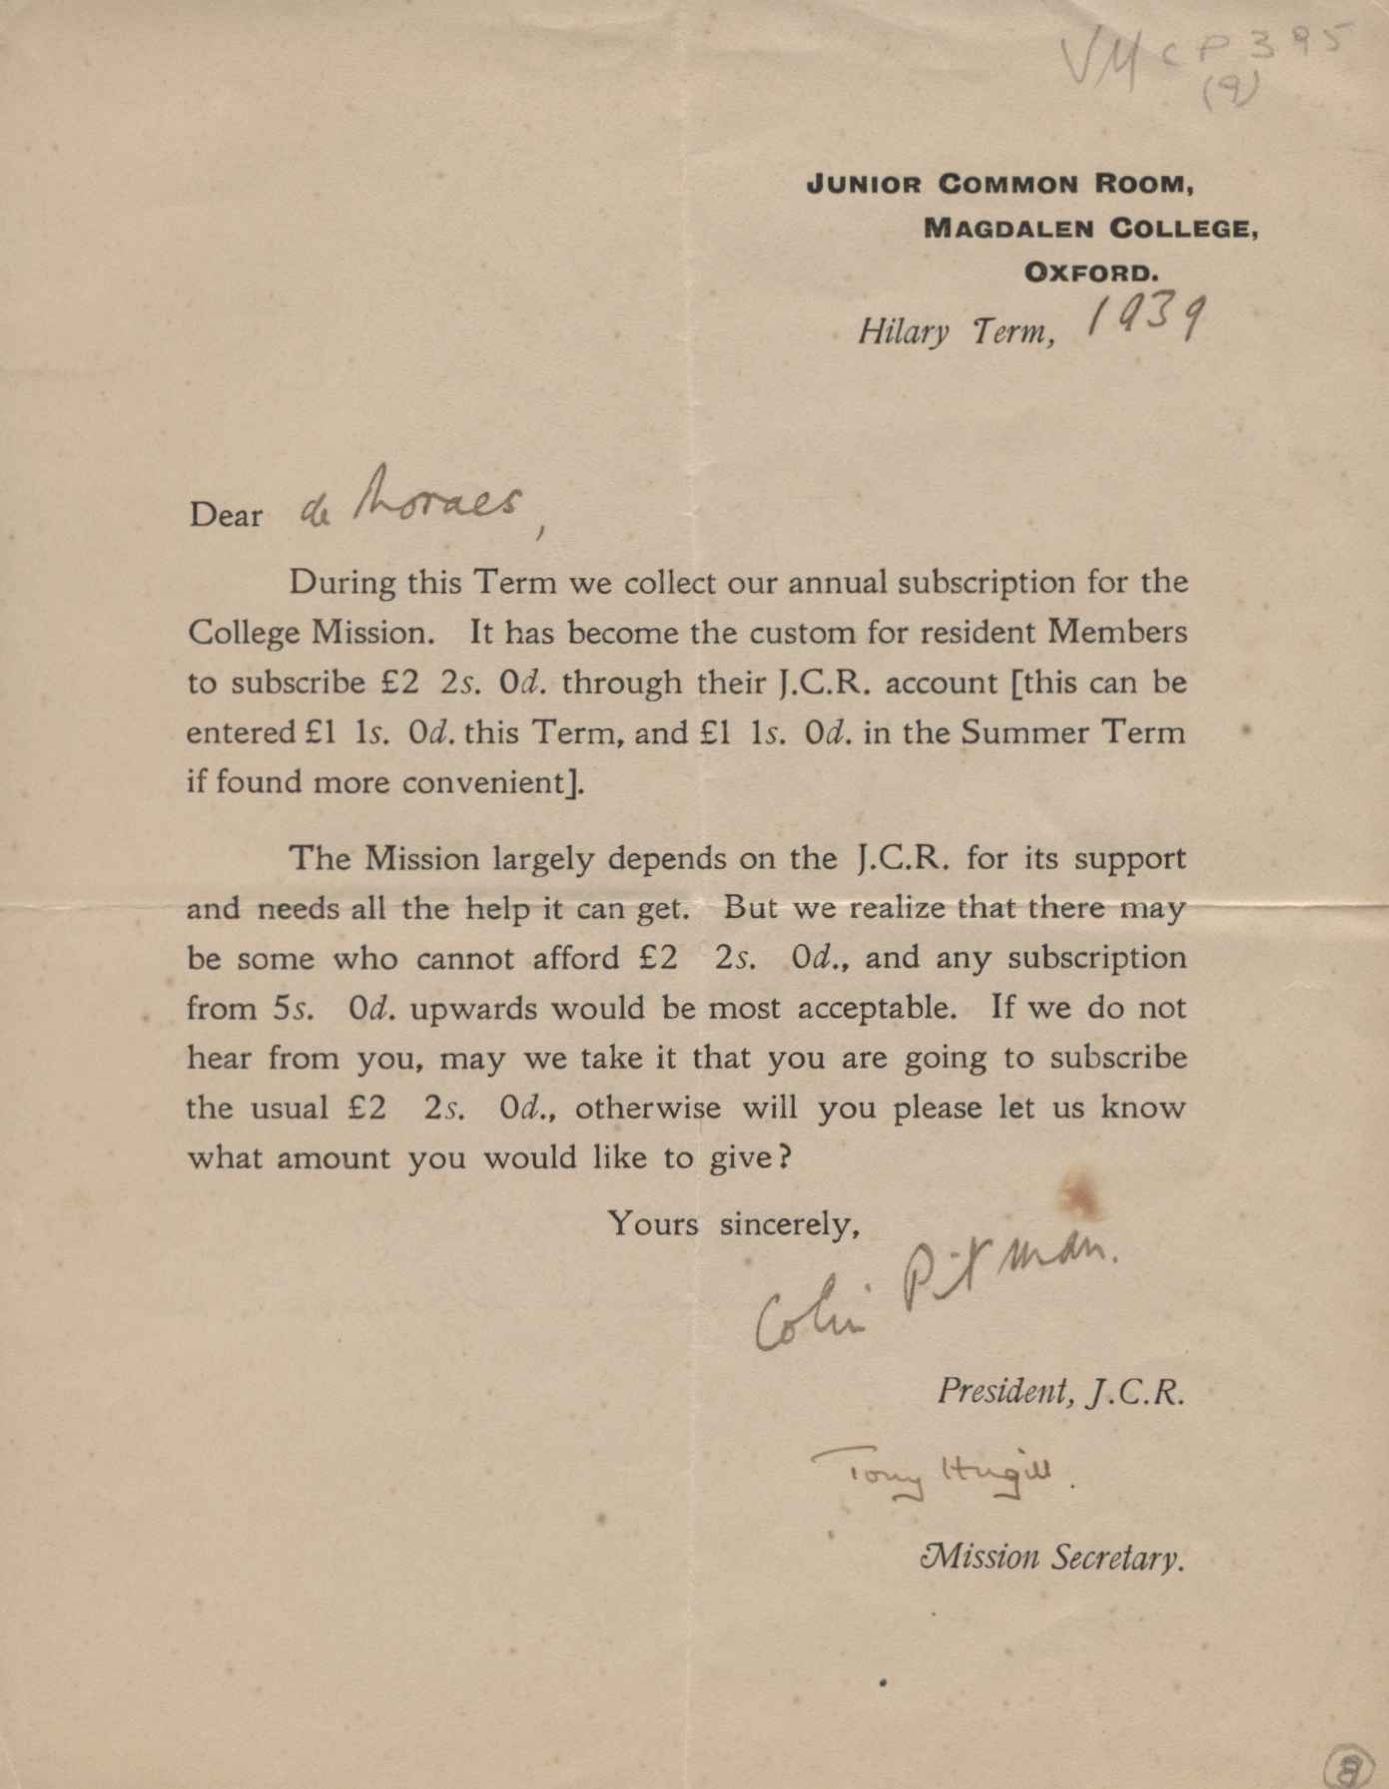 VMCP395
(9)
JUNIOR COMMON ROOM,
MAGDALEN COLLEGE,
OXFORD.
Hilary Term, 1939
Dear de Moraes,
During this Term we collect our annual subscription for the
College Mission. It has become the custom for resident Members
to subscribe £2 2s. 0d. through their J.C.R. account [this can be
entered £1 1s. 0d. this Term, and £1 1s. 0d. in the Summer Term
if found more convenient].
The Mission largely depends on the J.C.R. for its support
and needs all the help it can get. But we realize that there may
be some who cannot afford £2 2s. 0d., and any subscription
from 5s. 0d. upwards would be most acceptable. If we do not
hear from you, may we take it that you are going to subscribe
the usual £2 2s. 0d., otherwise will you please let us know
what amount you would like to give?
Yours sincerely,
Colin Pitman.
President, J.C.R.
Tony Hugill.
Mission Secretary.